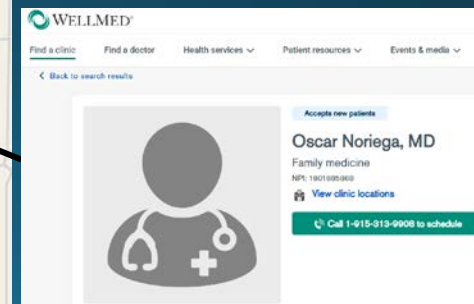 WELLMED
Find a clinic Find a doctor Health services Patient resources Events & media
Back to search results
Accepts new patients
Oscar Noriega, MD
Family medicine
NPI:
View clinic locations
Call 1-915-313-9908 to schedule